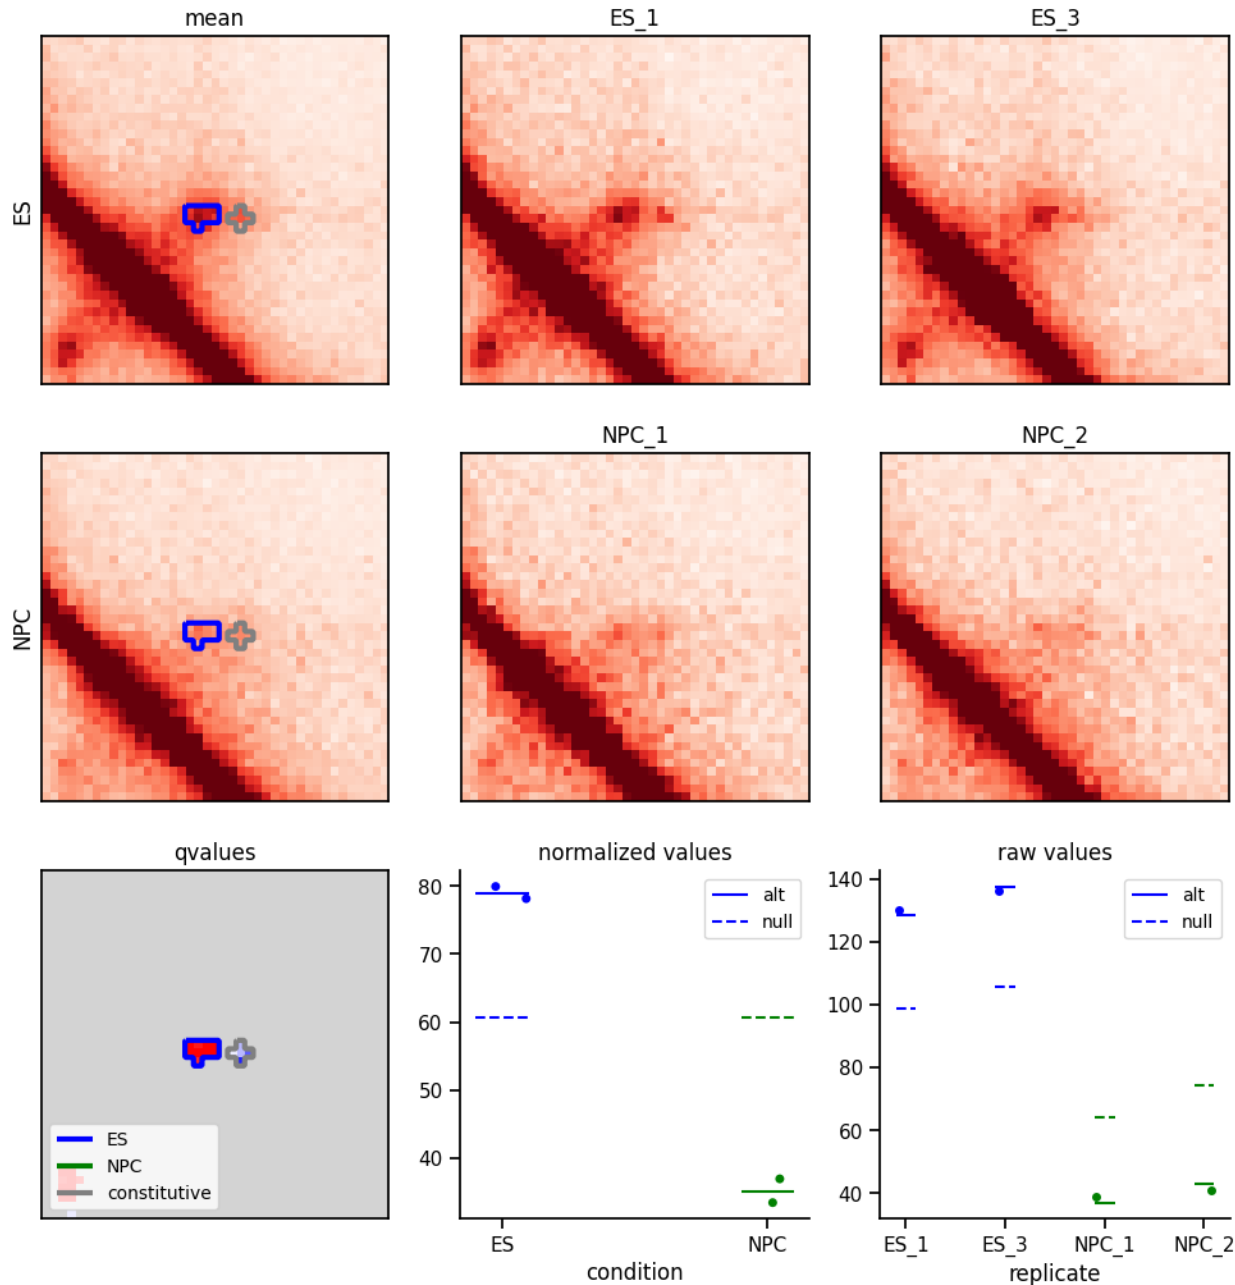 mean
ES_1
ES_3
ES
NPC_1
NPC_2
NPC
qvalues
ES
NPC
constitutive
normalized values
80
70
60
50
40
alt
null
ES
NPC
condition
raw values
140
120
100
80
60
40
alt
null
ES_1
ES_3
NPC_1
NPC_2
replicate